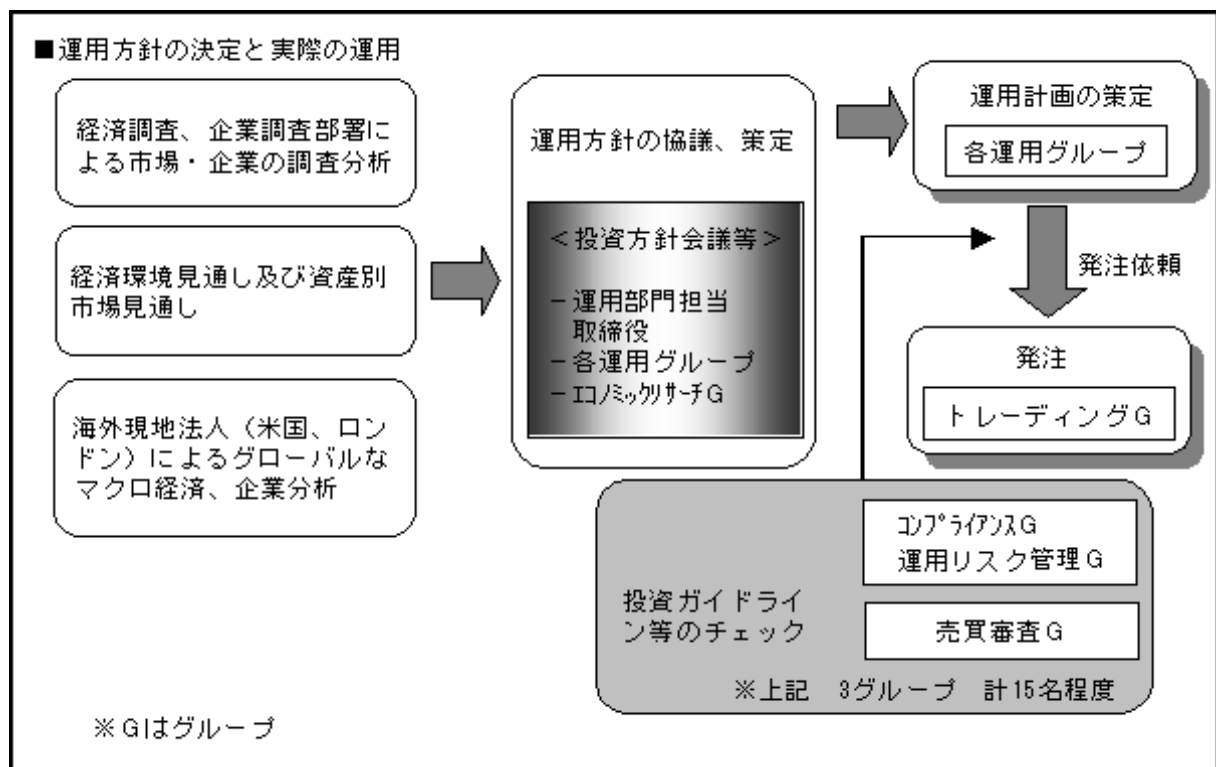 ■運用方針の決定と実際の運用
経済調査、企業調査部署に
よる市場・企業の調査分析
経済環境見通し及び資産別
市場見通し
海外現地法人（米国、ロン
ドン）によるグローバルな
マクロ経済、企業分析
運用方針の協議、策定
＜投資方針会議等＞
－運用部門担当
取締役
－各運用グループ
－ｴｺﾉﾐｯｸﾘｻｰﾁＧ
運用計画の策定
各運用グループ
発注依頼
発注
トレーディングＧ
投資ガイドライ
ン等のチェック
ｺﾝﾌﾟﾗｲｱﾝｽＧ
運用リスク管理Ｇ
売買審査Ｇ
※上記　3グループ　計15名程度
※Ｇはグループ